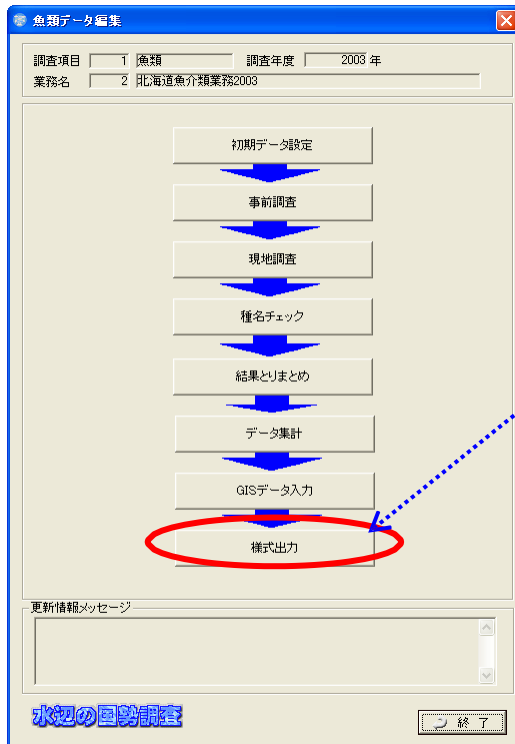 魚類データ編集
調査項目 1 魚類 調査年度 2003 年
業務名 2 北海道魚介類業務2003
初期データ設定
事前調査
現地調査
種名チェック
結果とりまとめ
データ集計
GISデータ入力
様式出力
更新情報メッセージ
水辺の国勢調査
終 了